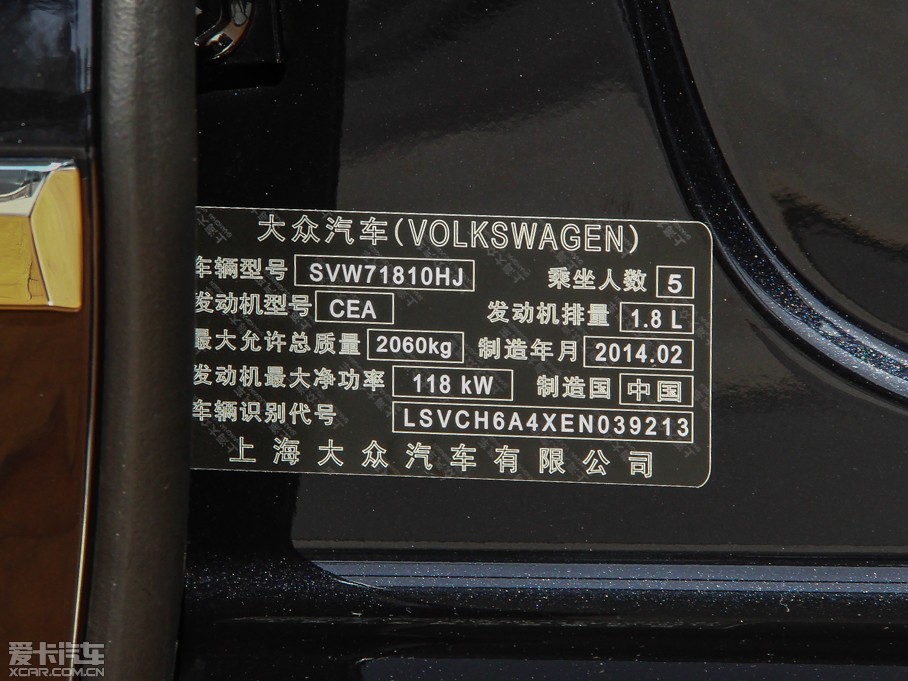 大众汽车(VOLKSWAGEN)
车辆型号 SVW71810HJ 乘坐人数 5
发动机型号 CEA 发动机排量 1.8 L
最大允许总质量 2060kg 制造年月 2014.02
发动机最大净功率 118 kW 制造国 中国
车辆识别代号 LSVCH6A4XEN039213
上海大众汽车有限公司
爱卡汽车
XCAR.COM.CN